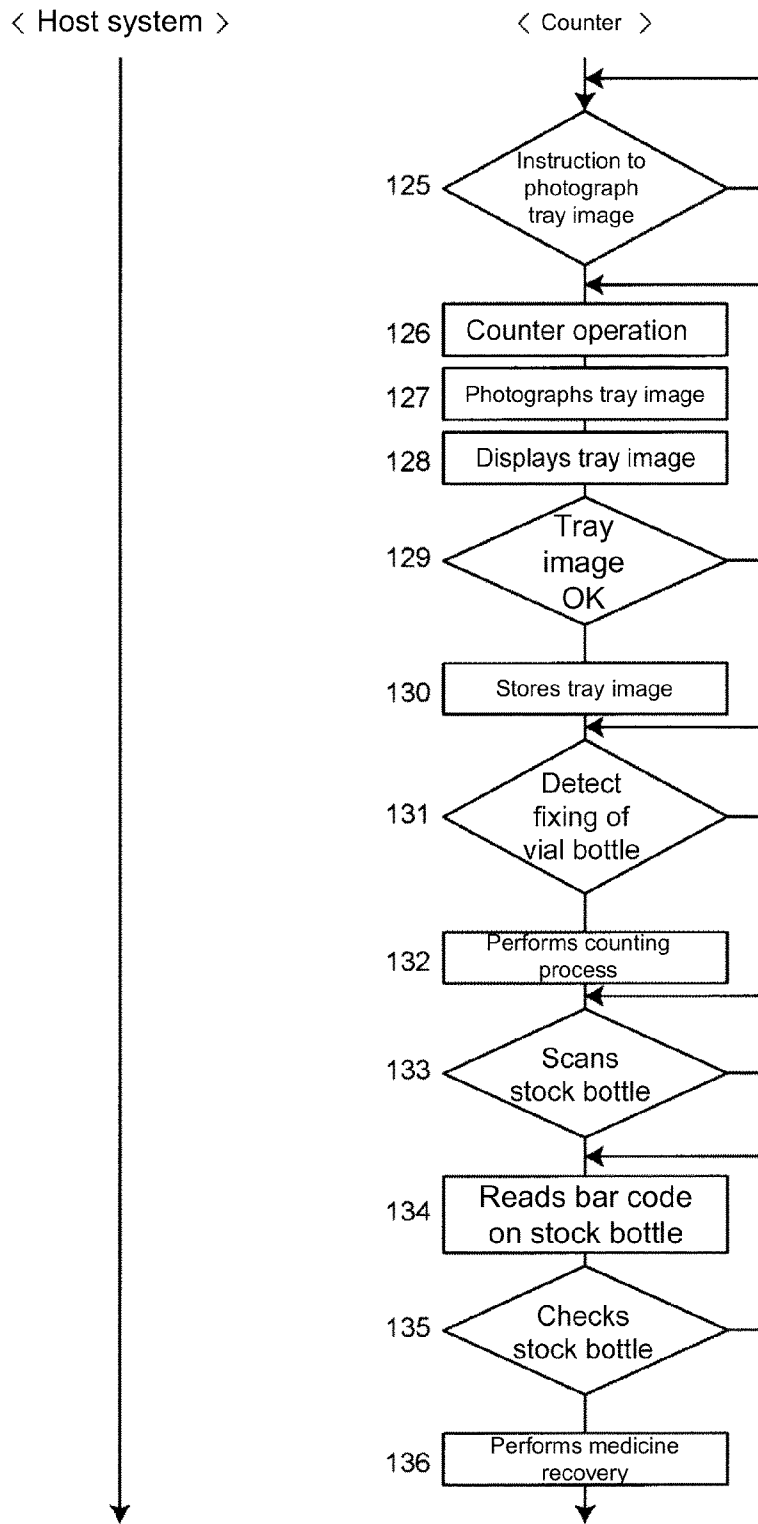 < Host system >
< Counter >
125
Instruction to
photograph
tray image
126
Counter operation
127
Photographs tray image
128
Displays tray image
129
Tray
image
OK
130
Stores tray image
131
Detect
fixing of
vial bottle
132
Performs counting
process
133
Scans
stock bottle
134
Reads bar code
on stock bottle
135
Checks
stock bottle
136
Performs medicine
recovery